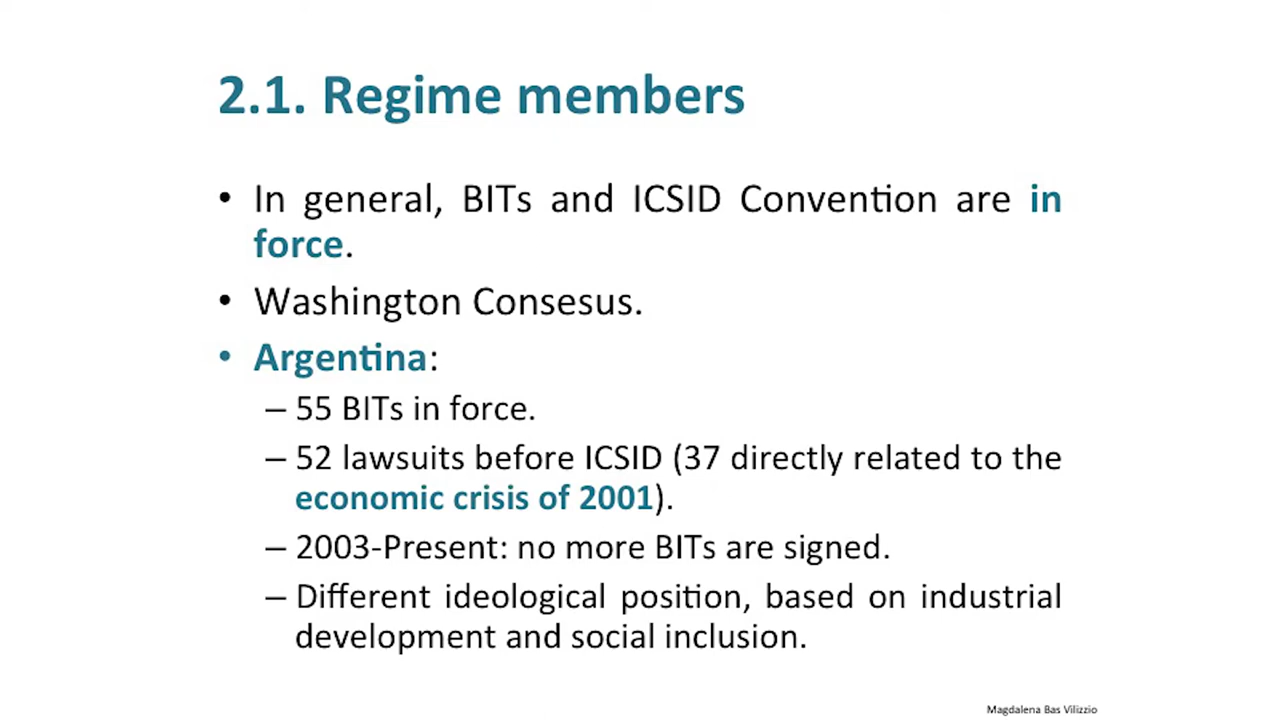 2.1. Regime members
• In general, BITs and ICSID Convention are in
force.
• Washington Consesus.
• Argentina:
– 55 BITs in force.
– 52 lawsuits before ICSID (37 directly related to the
economic crisis of 2001).
– 2003-Present: no more BITs are signed.
– Different ideological position, based on industrial
development and social inclusion.
Magdalena Bas Vilizzio